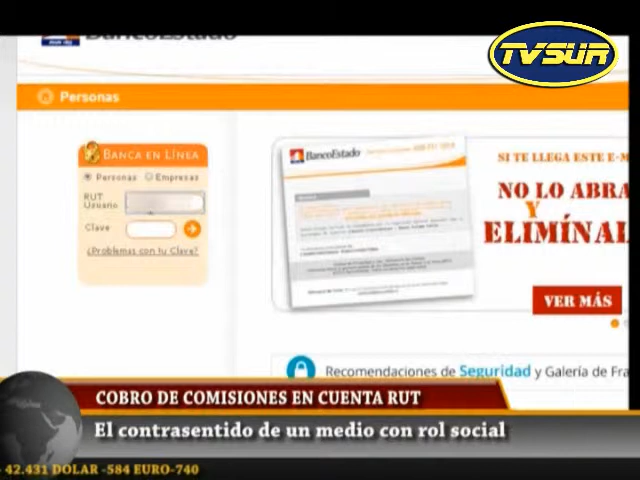 TVSUR
BancoEstado
Personas
BANCA EN LÍNEA
Personas Empresas
RUT
Usuario
Clave
¿Problemas con tu Clave?
BancoEstado
SI TE LLEGA ESTE E-M
NO LO ABRA
Y
ELIMÍNAL
VER MÁS
Recomendaciones de Seguridad y Galería de Fra
COBRO DE COMISIONES EN CUENTA RUT
El contrasentido de un medio con rol social
42.431 DOLAR -584 EURO-740